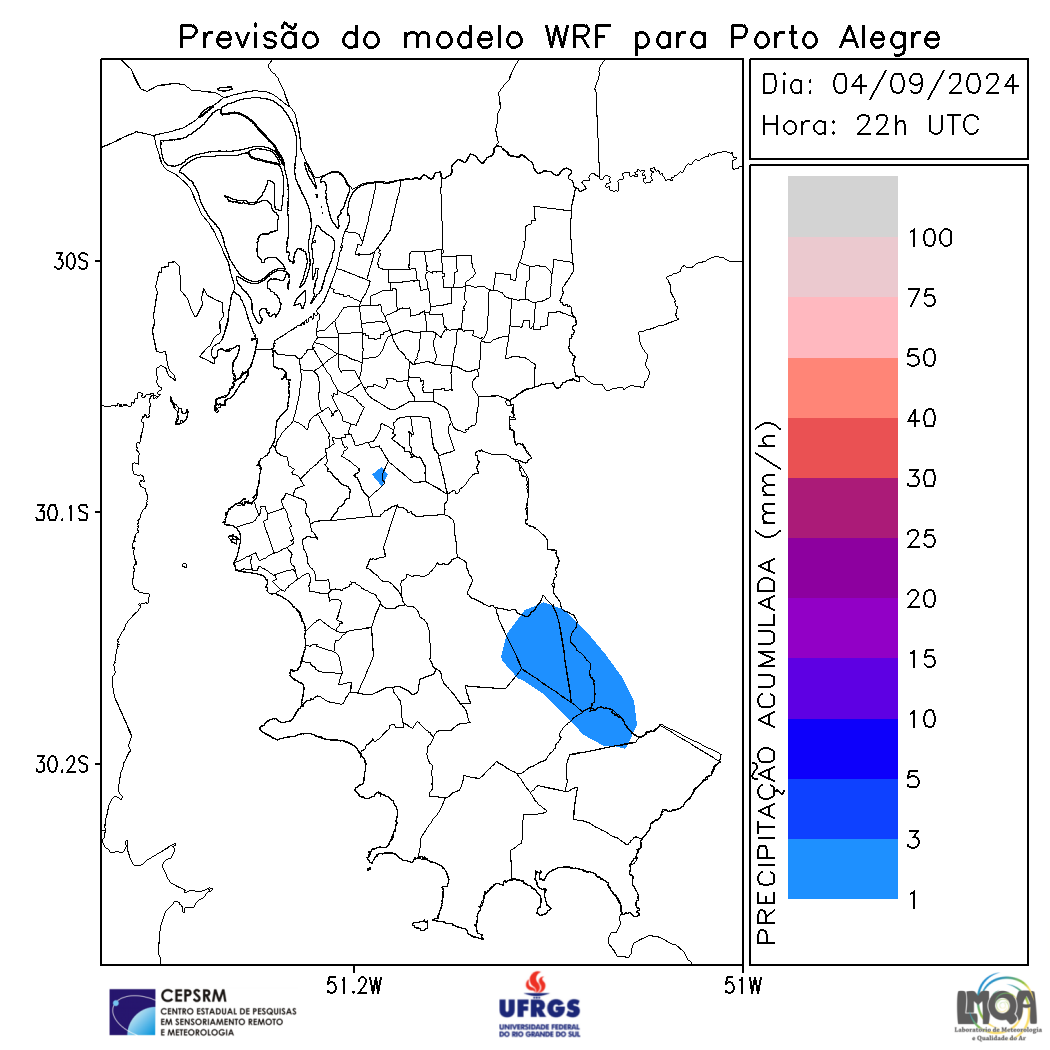 Previsão do modelo WRF para Porto Alegre
Dia: 04/09/2024
Hora: 22h UTC
30S
30.1S
30.2S
51.2W
51W
PRECIPITAÇÃO ACUMULADA (mm/h)
100
75
50
40
30
25
20
15
10
5
3
1
CEPSRM
CENTRO ESTADUAL DE PESQUISAS
EM SENSORIAMENTO REMOTO
E METEOROLOGIA
UFRGS
UNIVERSIDADE FEDERAL
DO RIO GRANDE DO SUL
LMQA
Laboratório de Meteorologia
e Qualidade do Ar